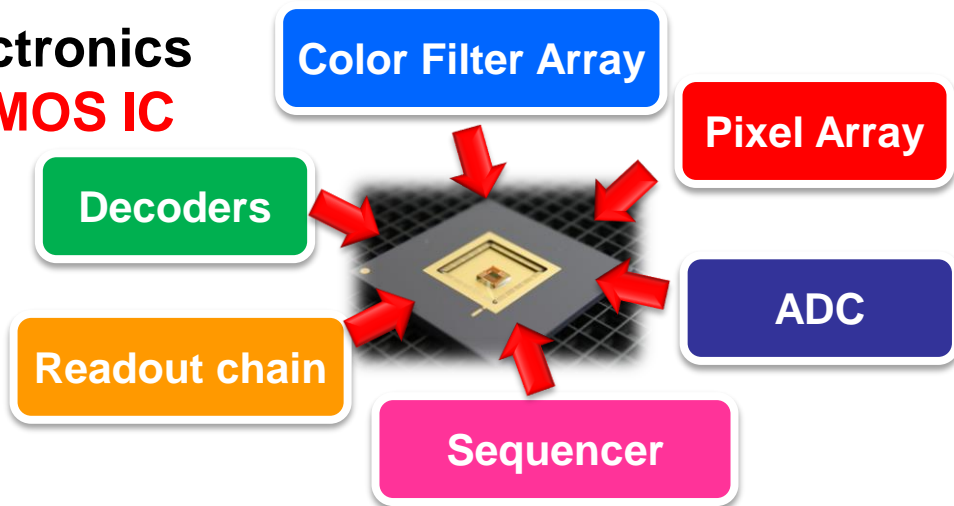 ctronics
MOS IC
Color Filter Array
Pixel Array
Decoders
ADC
Readout chain
Sequencer